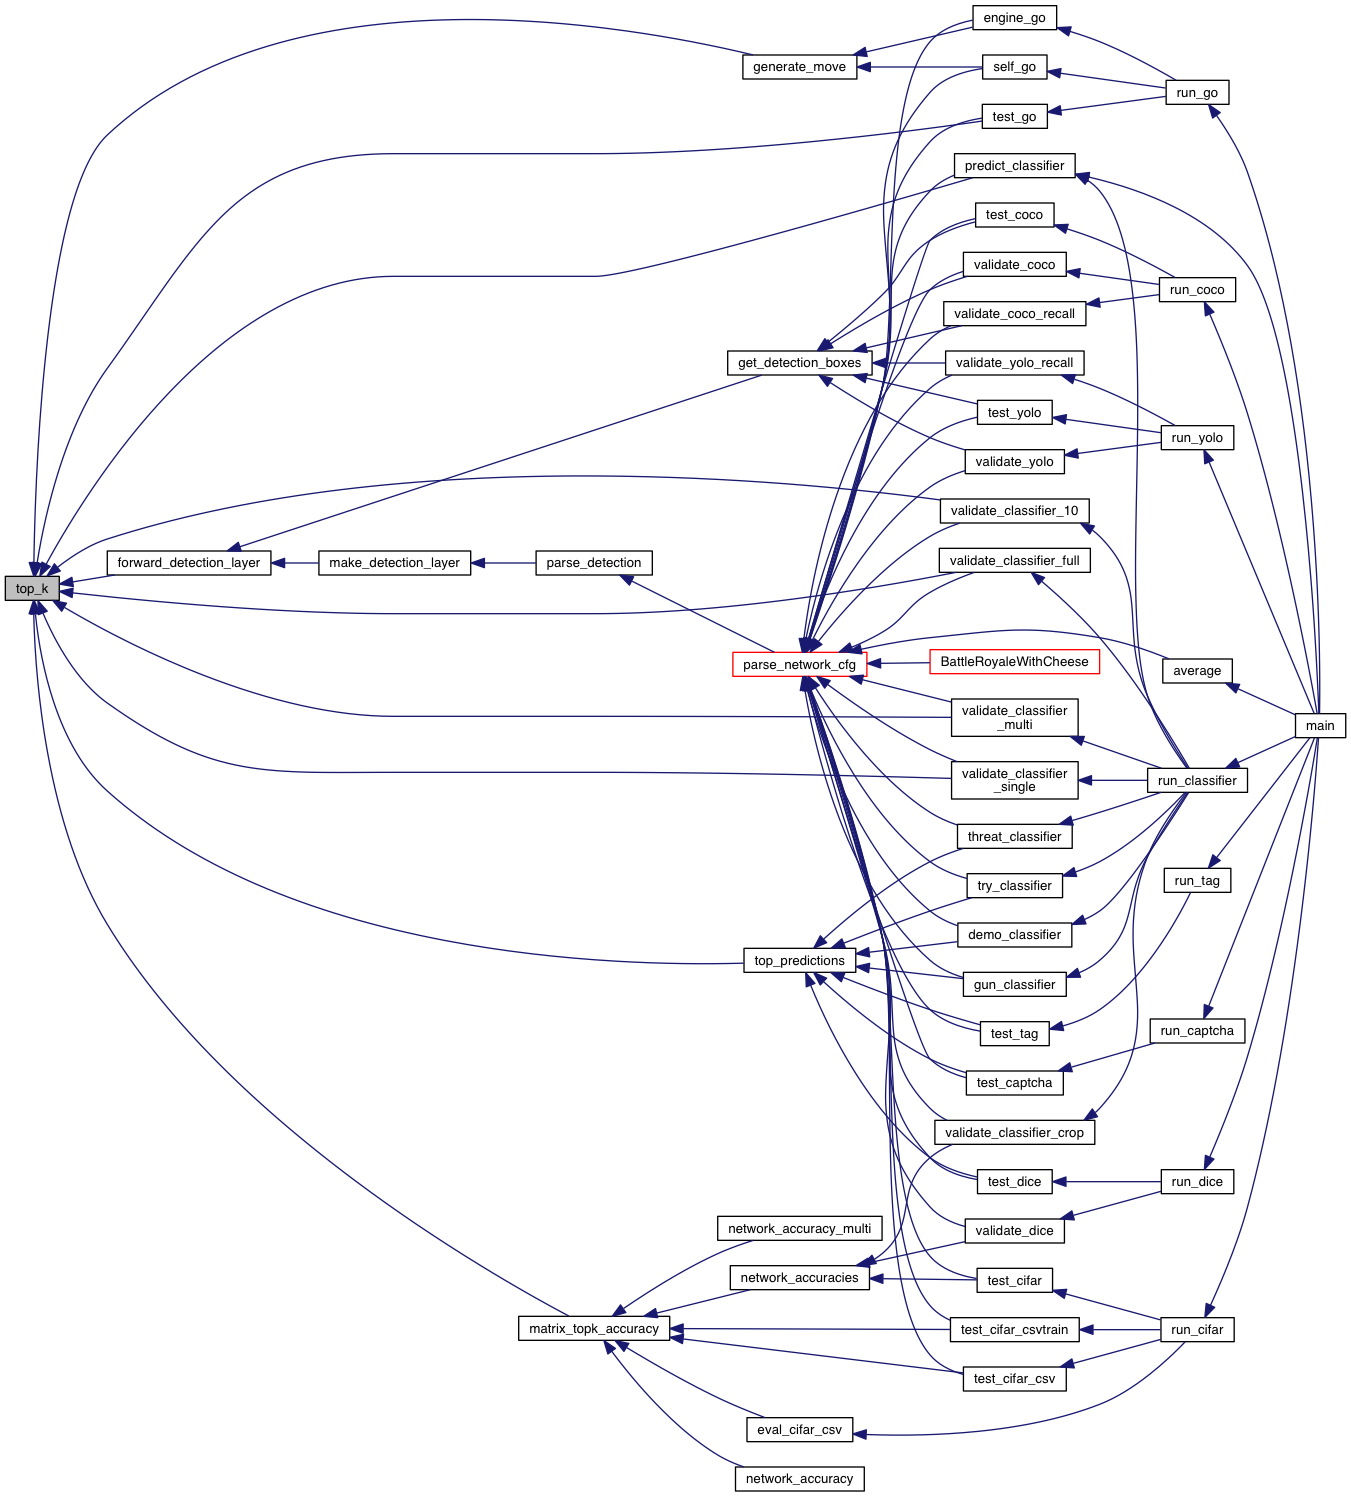 engine_go
generate_move
self_go
run_go
test_go
predict_classifier
test_coco
validate_coco
run_coco
validate_coco_recall
get_detection_boxes
validate_yolo_recall
test_yolo
run_yolo
validate_yolo
validate_classifier_10
forward_detection_layer
make_detection_layer
parse_detection
validate_classifier_full
top_k
parse_network_cfg
BattleRoyaleWithCheese
average
validate_classifier
_multi
main
validate_classifier
_single
run_classifier
threat_classifier
try_classifier
run_tag
demo_classifier
top_predictions
gun_classifier
test_tag
run_captcha
test_captcha
validate_classifier_crop
test_dice
run_dice
network_accuracy_multi
validate_dice
network_accuracies
test_cifar
matrix_topk_accuracy
test_cifar_csvtrain
run_cifar
test_cifar_csv
eval_cifar_csv
network_accuracy